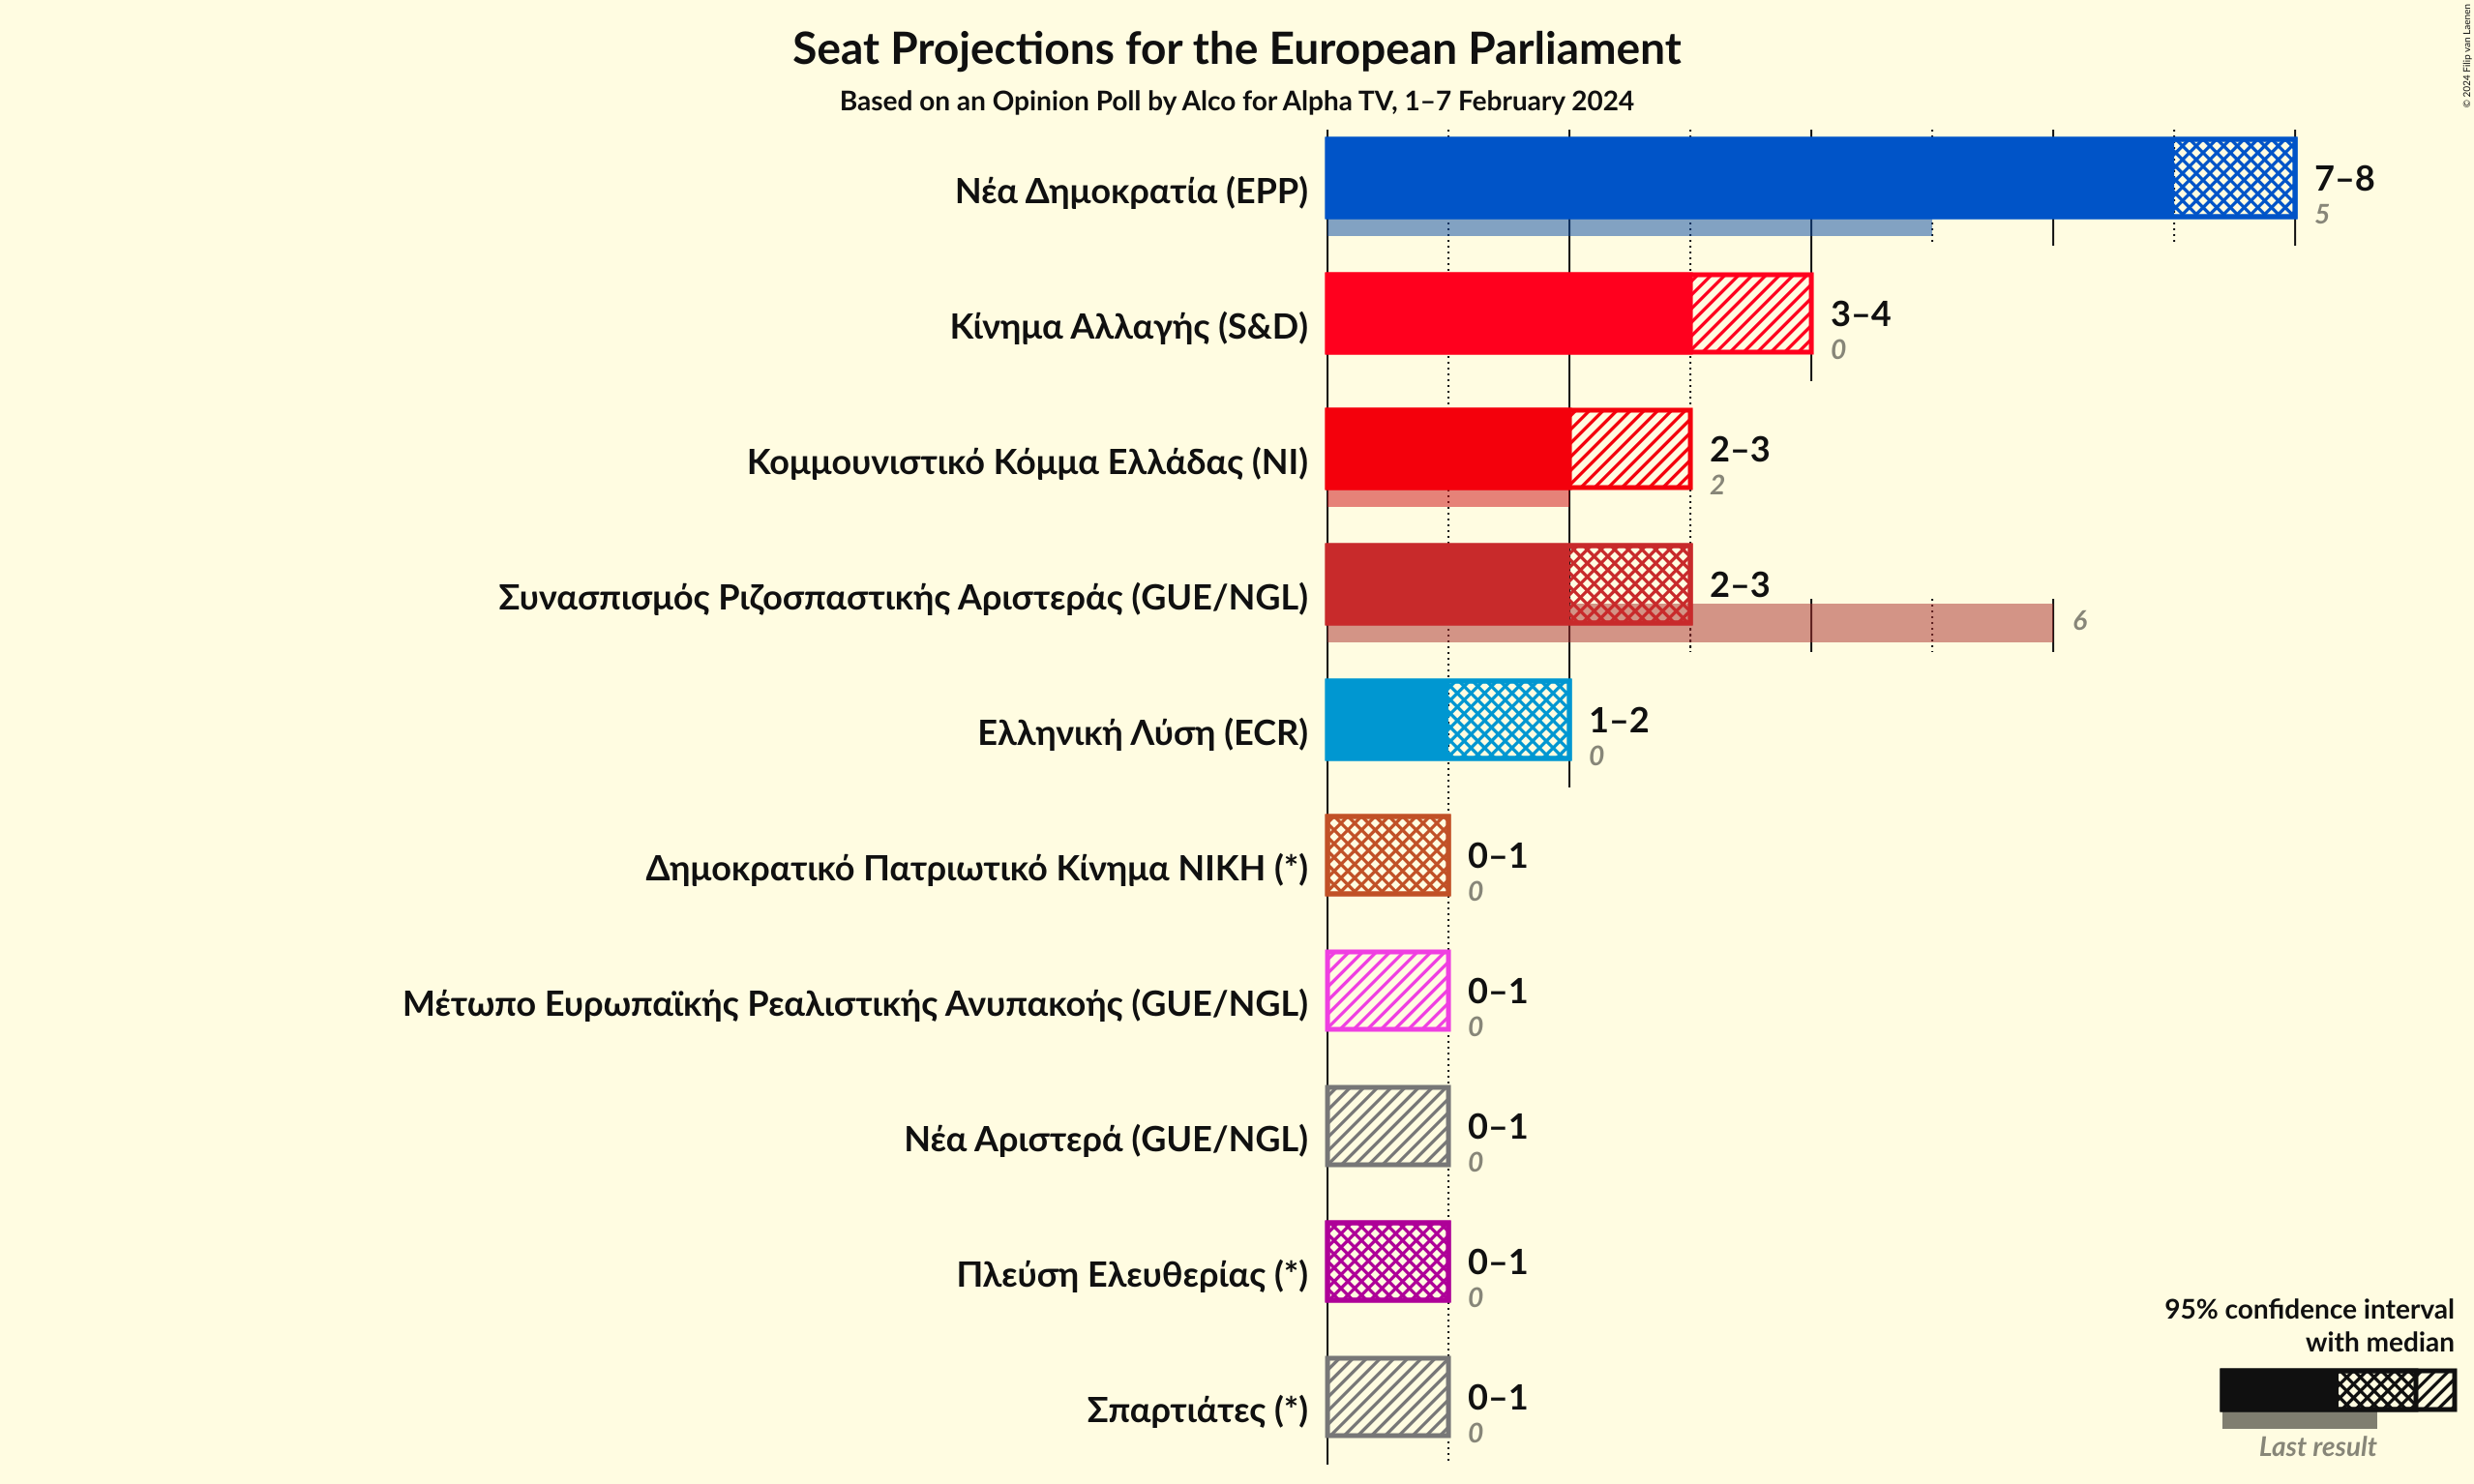 Seat Projections for the European Parliament
Based on an Opinion Poll by Alco for Alpha TV, 1–7 February 2024
© 2024 Filip van Laenen
Νέα Δημοκρατία (EPP)
7–8
5
Κίνημα Αλλαγής (S&D)
3–4
0
Κομμουνιστικό Κόμμα Ελλάδας (NI)
2–3
2
Συνασπισμός Ριζοσπαστικής Αριστεράς (GUE/NGL)
2–3
6
Ελληνική Λύση (ECR)
1–2
0
Δημοκρατικό Πατριωτικό Κίνημα ΝΙΚΗ (*)
0–1
0
Μέτωπο Ευρωπαϊκής Ρεαλιστικής Ανυπακοής (GUE/NGL)
0–1
0
Νέα Αριστερά (GUE/NGL)
0–1
0
Πλεύση Ελευθερίας (*)
0–1
0
Σπαρτιάτες (*)
0–1
0
95% confidence interval
with median
Last result